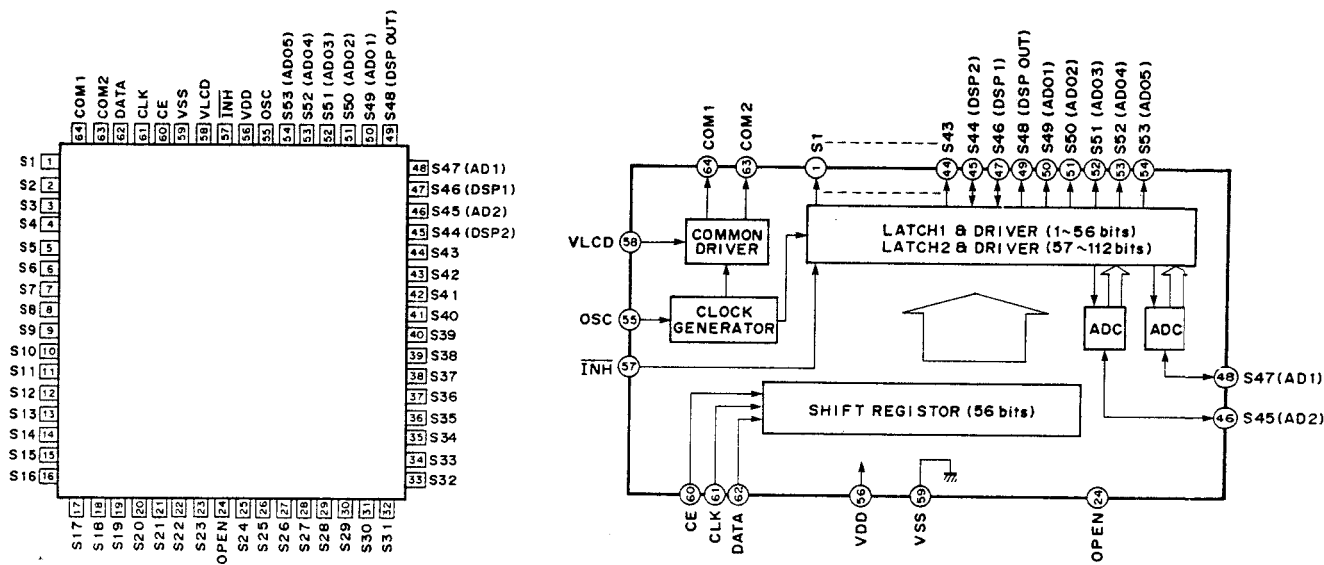 COM1 COM2 DATA CLK CE VSS VLCD INH VDD OSC S53 (ADO5) S52 (ADO4) S51 (ADO3) S50 (ADO2) S49 (ADO1) S48 (DSP OUT)
64 63 62 61 60 59 58 57 56 55 54 53 52 51 50 49
S1 1
S2 2
S3 3
S4 4
S5 5
S6 6
S7 7
S8 8
S9 9
S10 10
S11 11
S12 12
S13 13
S14 14
S15 15
S16 16
48 S47 (AD1)
47 S46 (DSP1)
46 S45 (AD2)
45 S44 (DSP2)
44 S43
43 S42
42 S41
41 S40
40 S39
39 S38
38 S37
37 S36
36 S35
35 S34
34 S33
33 S32
17 18 19 20 21 22 23 24 25 26 27 28 29 30 31 32
S17 S18 S19 S20 S21 S22 S23 OPEN S24 S25 S26 S27 S28 S29 S30 S31
COM1 COM2 S1 S43 S44 (DSP2) S46 (DSP1) S48 (DSP OUT) S49 (ADO1) S50 (ADO2) S51 (ADO3) S52 (ADO4) S53 (ADO5)
64 63 1 44 45 47 49 50 51 52 53 54
VLCD 58
COMMON
DRIVER
LATCH1 & DRIVER (1~56 bits)
LATCH2 & DRIVER (57~112 bits)
OSC 55
CLOCK
GENERATOR
ADC ADC
INH 57
48 S47 (AD1)
SHIFT REGISTOR (56 bits)
46 S45 (AD2)
60 61 62 56 59 24
CE CLK DATA VDD VSS OPEN